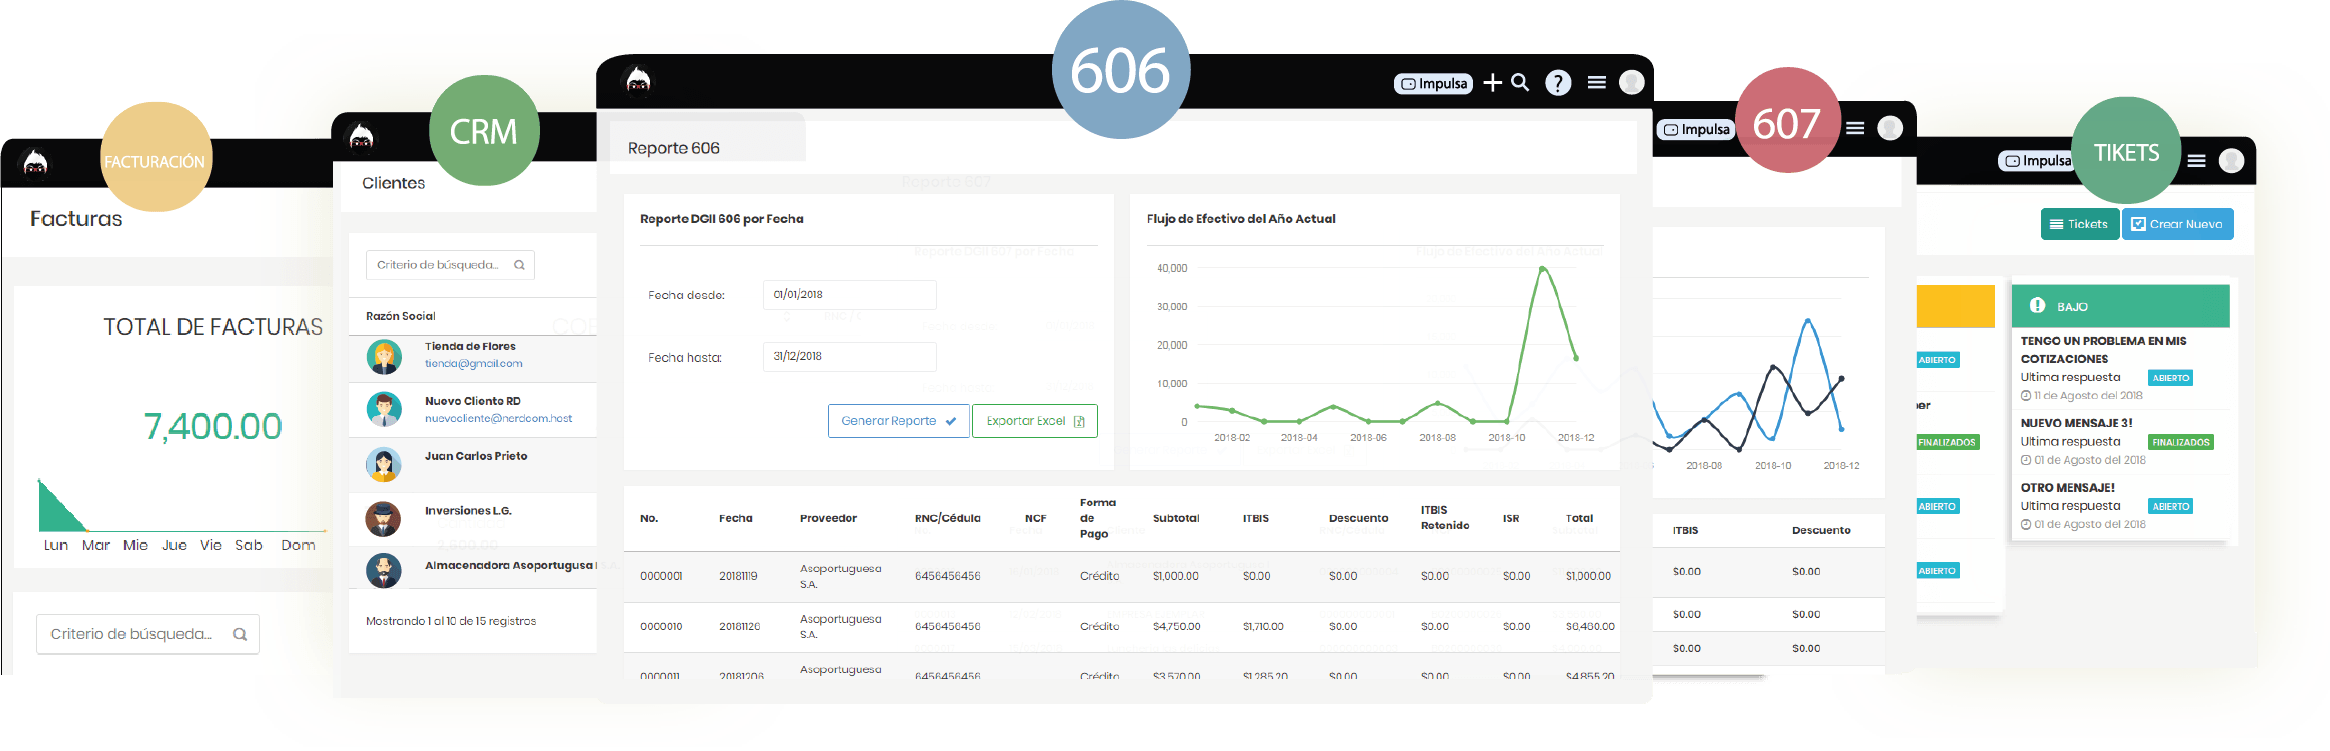 FACTURACIÓN
Facturas
TOTAL DE FACTURAS
7,400.00
Lun Mar Mie Jue Vie Sab Dom
Criterio de búsqueda...
CRM
Clientes
Criterio de búsqueda...
Razón Social
Tienda de Flores
tienda@gmail.com
Nuevo Cliente RD
nuevocliente@nerdcom.host
Juan Carlos Prieto
Inversiones L.G.
Almacenadora Asoportugusa
Mostrando 1 al 10 de 15 registros
606
Impulsa
?
Reporte 606
Reporte 607
Reporte DGII 606 por Fecha
Fecha desde: 01/01/2018
Fecha hasta: 31/12/2018
Generar Reporte
Exportar Excel
Flujo de Efectivo del Año Actual
40,000
30,000
20,000
10,000
0
2018-02 2018-04 2018-06 2018-08 2018-10 2018-12
No. Fecha Proveedor RNC/Cédula NCF Forma de Pago Subtotal ITBIS Descuento ITBIS Retenido ISR Total
0000001 20181119 Asoportuguesa S.A. 6456456456 Crédito $1,000.00 $0.00 $0.00 $0.00 $0.00 $1,000.00
0000010 20181126 Asoportuguesa S.A. 6456456456 Crédito $4,750.00 $1,710.00 $0.00 $0.00 $0.00 $6,460.00
0000011 20181206 Asoportuguesa 6456456456 Crédito $3,570.00 $1,285.20 $0.00 $0.00 $0.00 $4,855.20
607
Impulsa
2018-08 2018-10 2018-12
ITBIS Descuento
$0.00 $0.00
$0.00 $0.00
$0.00 $0.00
TIKETS
Impulsa
Tickets
Crear Nuevo
ABIERTO
FINALIZADOS
ABIERTO
ABIERTO
BAJO
TENGO UN PROBLEMA EN MIS
COTIZACIONES
Ultima respuesta ABIERTO
11 de Agosto del 2018
NUEVO MENSAJE 3!
Ultima respuesta FINALIZADOS
01 de Agosto del 2018
OTRO MENSAJE!
Ultima respuesta ABIERTO
01 de Agosto del 2018